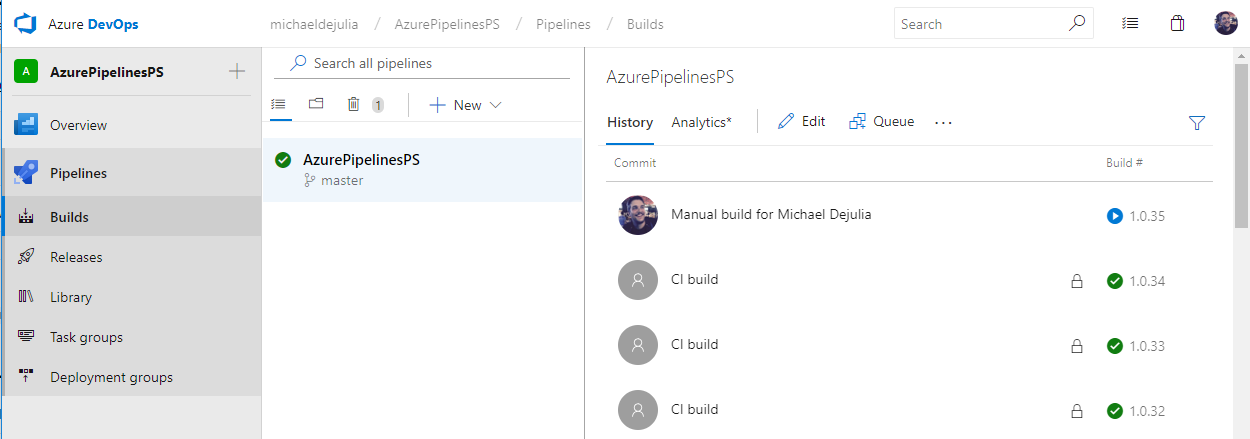 Azure DevOps
michaeldejulia / AzurePipelinesPS / Pipelines / Builds
Search
A AzurePipelinesPS
Overview
Pipelines
Builds
Releases
Library
Task groups
Deployment groups
Search all pipelines
1 New
AzurePipelinesPS
master
AzurePipelinesPS
History Analytics* Edit Queue ...
Commit Build #
Manual build for Michael Dejulia 1.0.35
CI build 1.0.34
CI build 1.0.33
CI build 1.0.32